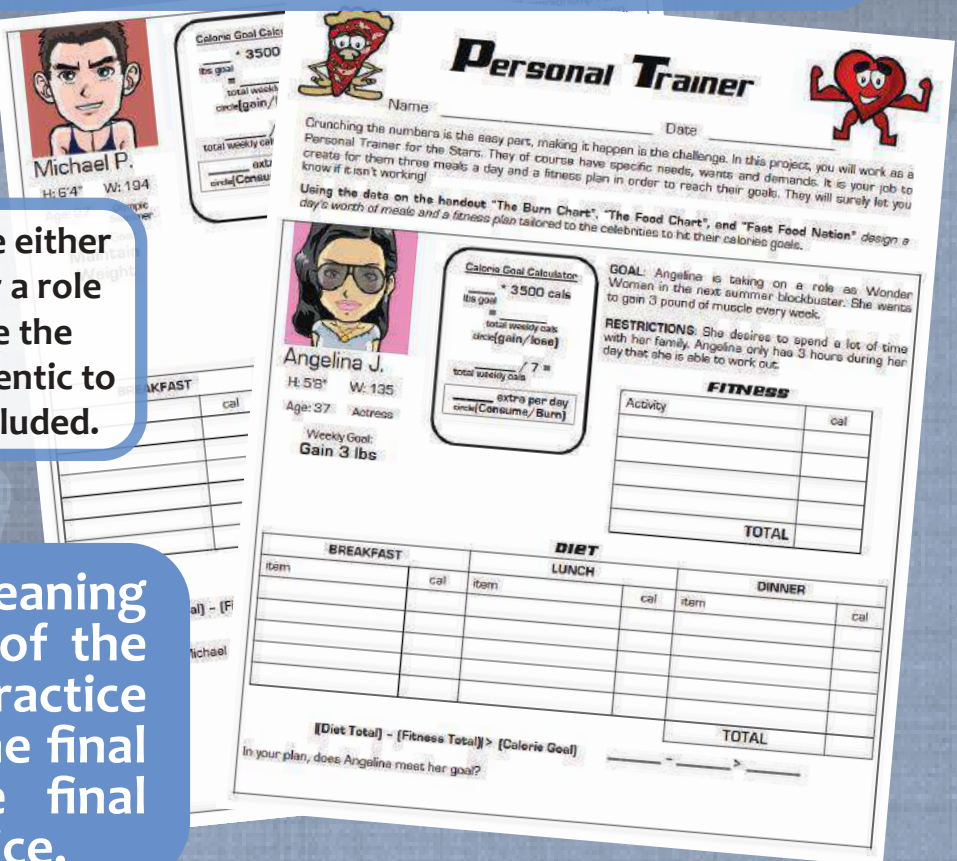 Personal Trainer
Name Date
Crunching the numbers is the easy part, making it happen is the challenge. In this project, you will work as a
Personal Trainer for the Stars. They of course have specific needs, wants and demands. It is your job to
create for them three meals a day and a fitness plan in order to reach their goals. They will surely let you
know if it isn't working!
Using the data on the handout "The Burn Chart", "The Food Chart", and "Fast Food Nation" design a
day's worth of meals and a fitness plan tailored to the celebrities to hit their calories goals.
Angelina J.
H: 5'8" W: 135
Age: 37 Actress
Weekly Goal:
Gain 3 lbs
Calorie Goal Calculator
____ * 3500 cals
lbs goal
= ____
total weekly cals
circle(gain/lose)
____ / 7 =
total weekly cals
____ extra per day
circle(Consume/Burn)
GOAL: Angelina is taking on a role as Wonder
Women in the next summer blockbuster. She wants
to gain 3 pound of muscle every week.
RESTRICTIONS: She desires to spend a lot of time
with her family. Angelina only has 3 hours during her
day that she is able to work out.
FITNESS
Activity cal
TOTAL
DIET
BREAKFAST LUNCH DINNER
item cal item cal item cal
TOTAL
|(Diet Total) - (Fitness Total)| > (Calorie Goal)
____ - ____ > ____
In your plan, does Angelina meet her goal?
Michael P.
H: 6'4" W: 194
Calorie Goal Calc
____ * 3500
lbs goal
=
total weekl
circle(gain/l
____ /
total weekly cal
extr
circle(Consu
Maintain
Weight
BREAKFAST
cal
al) - (Fi
Michael
e either
a role
e the
entic to
luded.
eaning
of the
ractice
e final
final
ice.